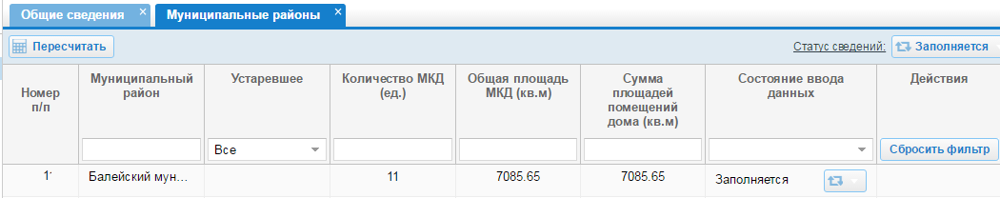 Общие сведения
Муниципальные районы
Пересчитать
Статус сведений:
Заполняется
Номер п/п
Муниципальный район
Устаревшее
Количество МКД (ед.)
Общая площадь МКД (кв.м)
Сумма площадей помещений дома (кв.м)
Состояние ввода данных
Действия
Все
Сбросить фильтр
Балейский мун...
11
7085.65
7085.65
Заполняется